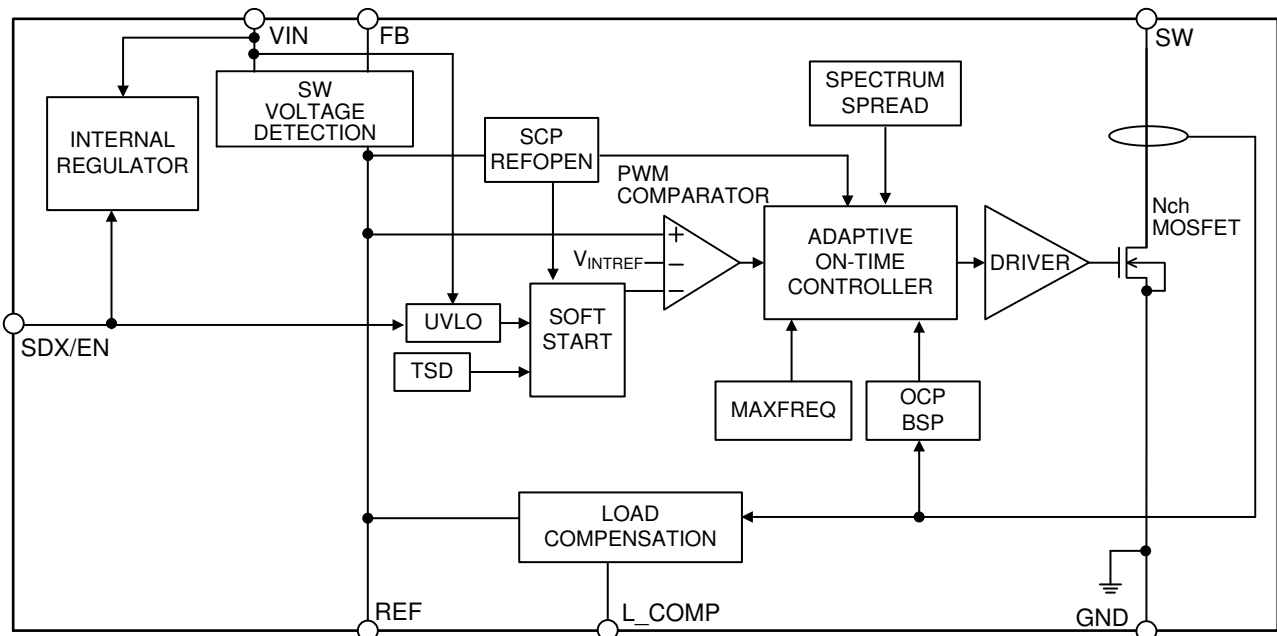 VIN
FB
SW
SW
VOLTAGE
DETECTION
INTERNAL
REGULATOR
SCP
REFOPEN
SPECTRUM
SPREAD
PWM
COMPARATOR
+
−
−
VINTREF
ADAPTIVE
ON-TIME
CONTROLLER
DRIVER
Nch
MOSFET
SDX/EN
UVLO
TSD
SOFT
START
MAXFREQ
OCP
BSP
LOAD
COMPENSATION
REF
L_COMP
GND